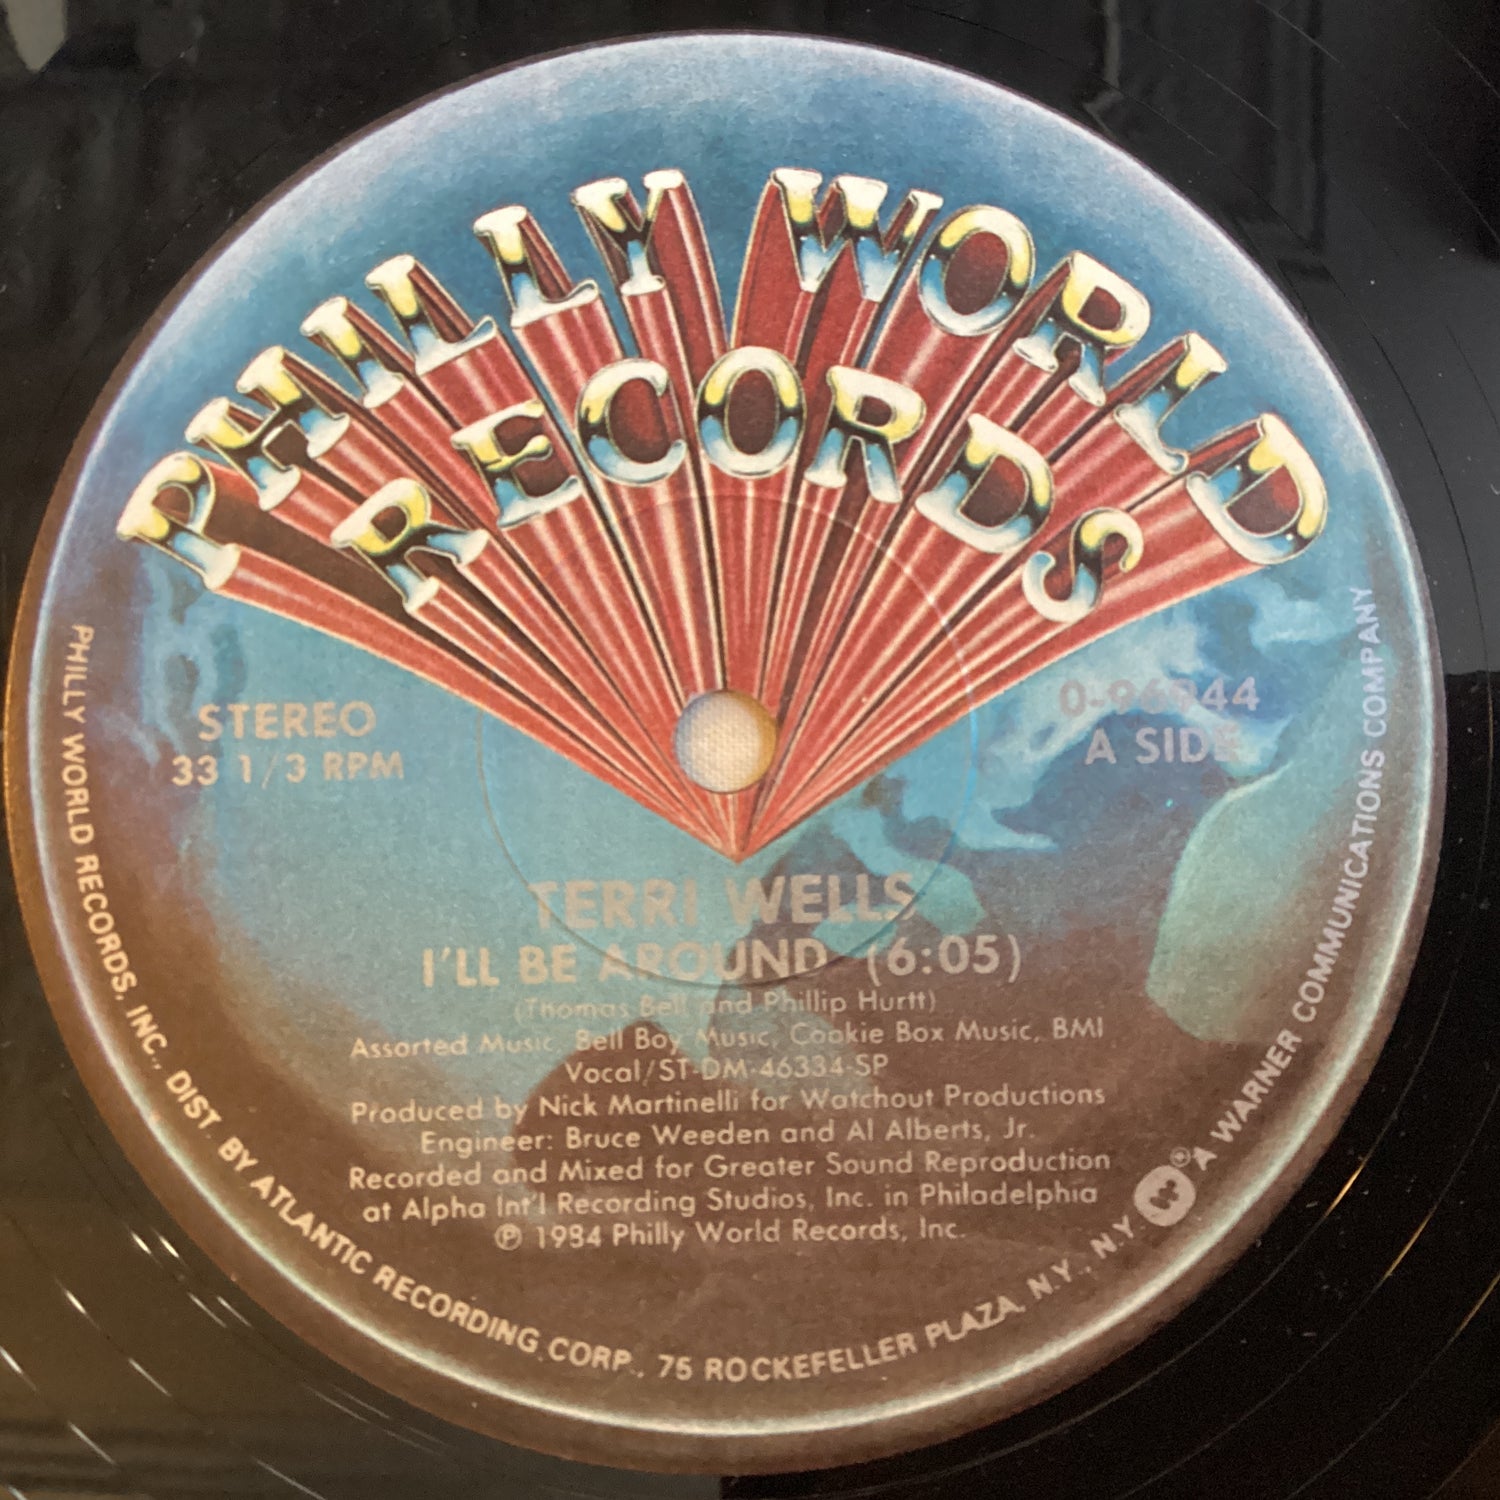 PHILLY WORLD
RECORDS
STEREO
33 1/3 RPM
0-96944
A SIDE
TERRI WELLS
I'LL BE AROUND (6:05)
(Thomas Bell and Phillip Hurtt)
Assorted Music, Bell Boy Music, Cookie Box Music, BMI
Vocal/ST-DM-46334-SP
Produced by Nick Martinelli for Watchout Productions
Engineer: Bruce Weeden and Al Alberts, Jr.
Recorded and Mixed for Greater Sound Reproduction
at Alpha Int'l Recording Studios, Inc. in Philadelphia
℗ 1984 Philly World Records, Inc.
PHILLY WORLD RECORDS, INC., DIST. BY ATLANTIC RECORDING CORP., 75 ROCKEFELLER PLAZA, N.Y., N.Y. ® A WARNER COMMUNICATIONS COMPANY